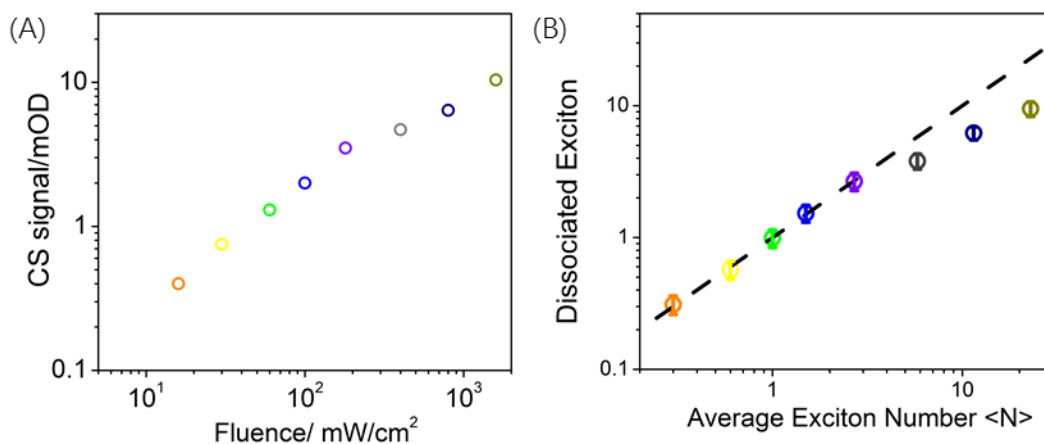 (A)
CS signal/mOD
10
1
0.1
10¹
10²
10³
Fluence/ mW/cm²
(B)
Dissociated Exciton
10
1
0.1
1
10
Average Exciton Number <N>